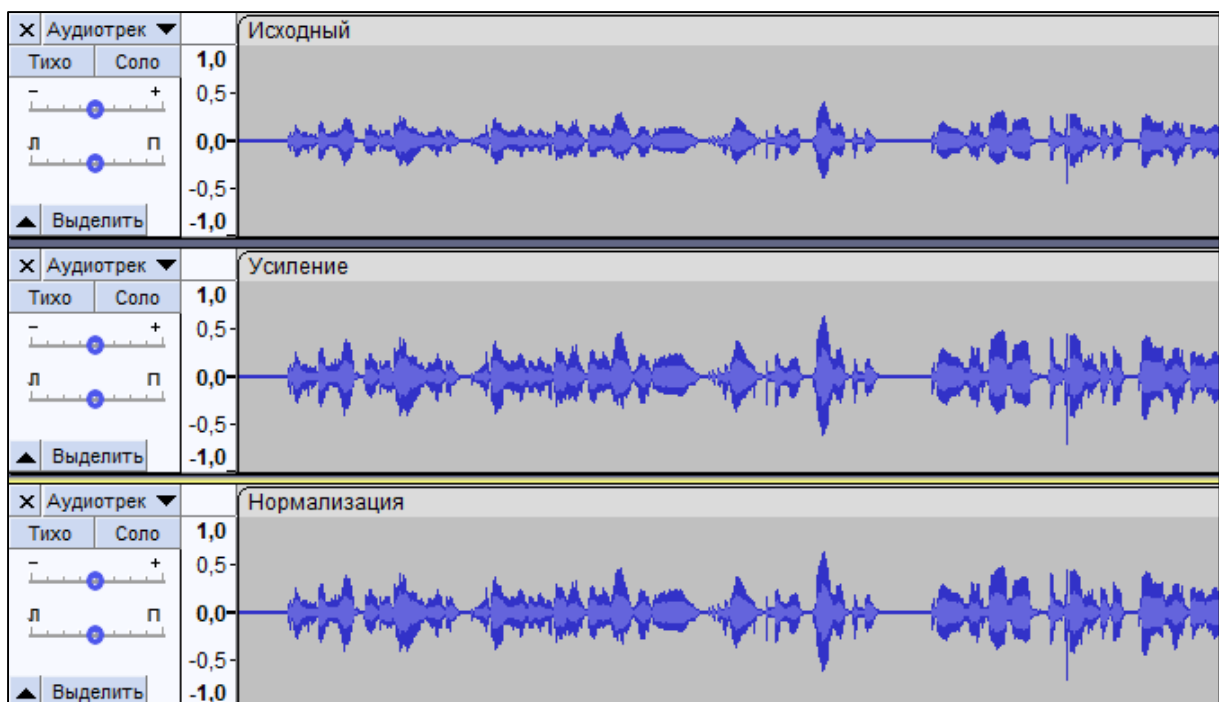 × Аудиотрек ▼ Исходный
Тихо Соло 1,0
- + 0,5
0,0
Л П
-0,5
▲ Выделить -1,0
× Аудиотрек ▼ Усиление
Тихо Соло 1,0
- + 0,5
0,0
Л П
-0,5
▲ Выделить -1,0
× Аудиотрек ▼ Нормализация
Тихо Соло 1,0
- + 0,5
0,0
Л П
-0,5
▲ Выделить -1,0